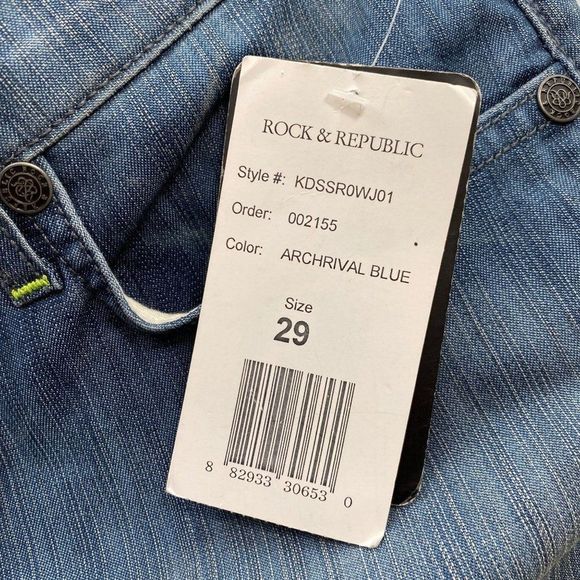 ROCK & REPUBLIC
Style #: KDSSR0WJ01
Order: 002155
Color: ARCHRIVAL BLUE
Size
29
8 82933 30653 0